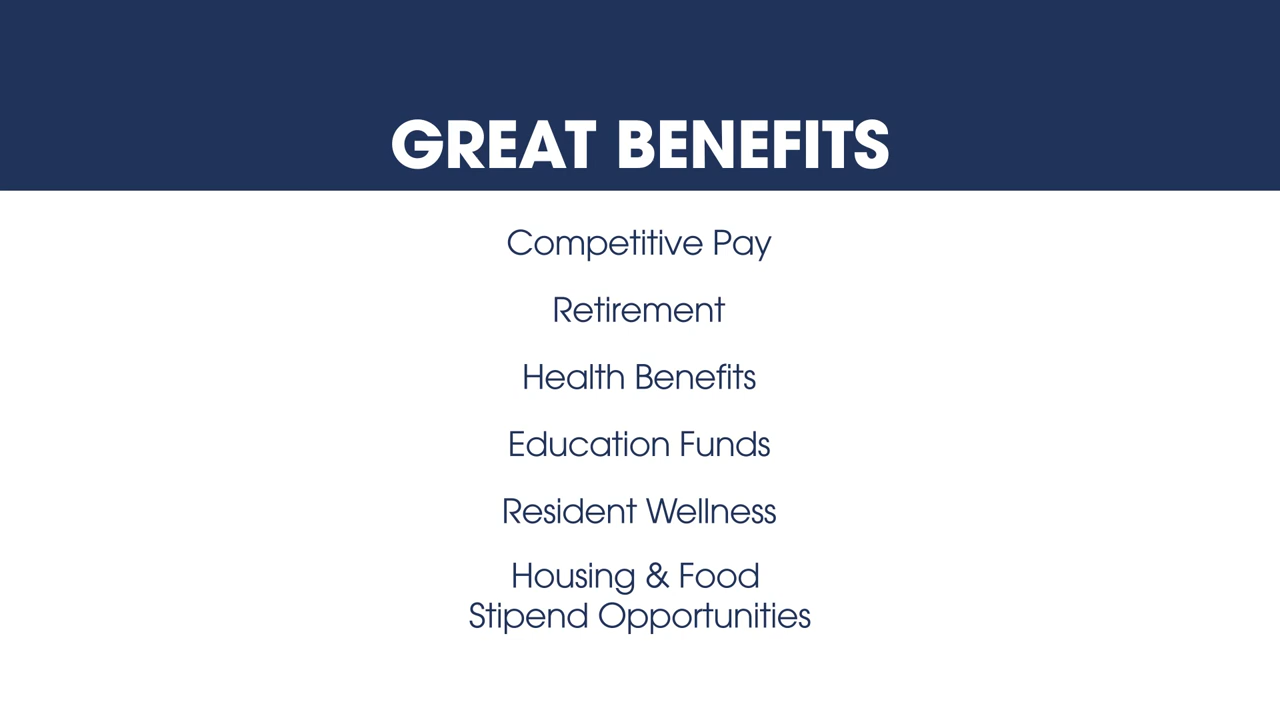 GREAT BENEFITS
Competitive Pay
Retirement
Health Benefits
Education Funds
Resident Wellness
Housing & Food
Stipend Opportunities